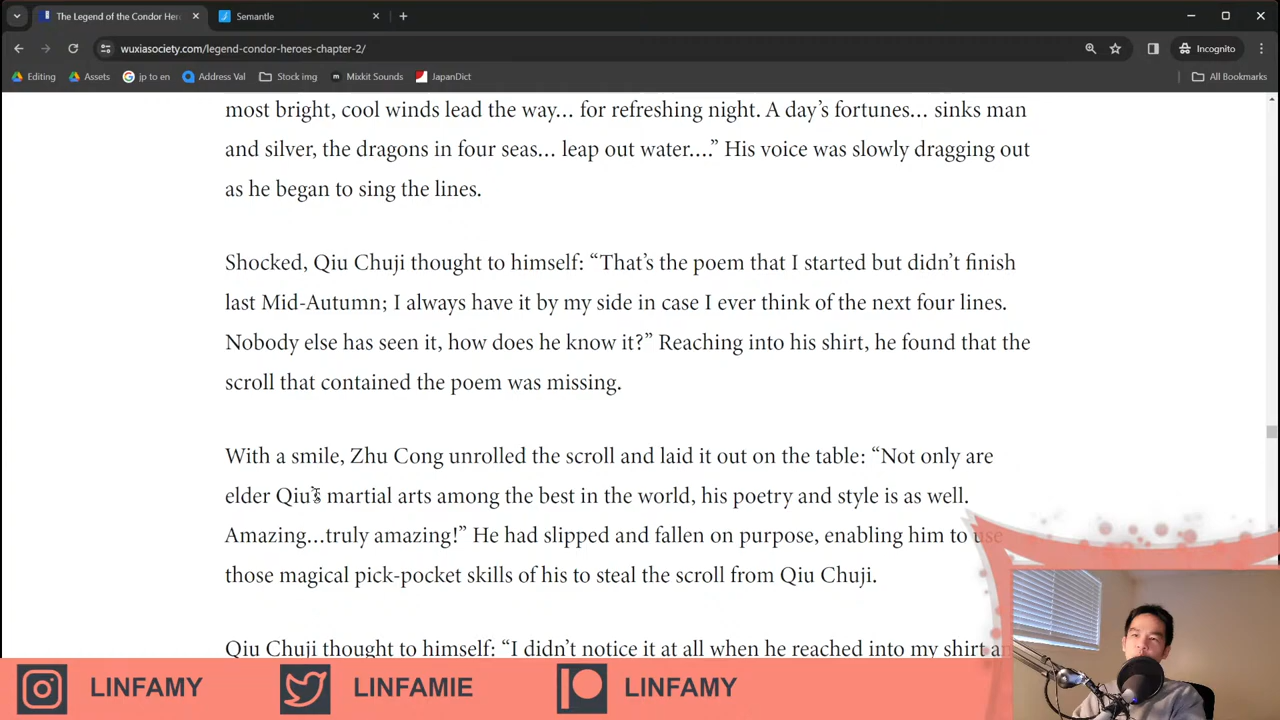 The Legend of the Condor Her
Semantle
wuxiasociety.com/legend-condor-heroes-chapter-2/
Incognito
Editing
Assets
jp to en
Address Val
Stock img
Mixkit Sounds
JapanDict
All Bookmarks
most bright, cool winds lead the way… for refreshing night. A day’s fortunes… sinks man
and silver, the dragons in four seas… leap out water….” His voice was slowly dragging out
as he began to sing the lines.
Shocked, Qiu Chuji thought to himself: “That’s the poem that I started but didn’t finish
last Mid-Autumn; I always have it by my side in case I ever think of the next four lines.
Nobody else has seen it, how does he know it?” Reaching into his shirt, he found that the
scroll that contained the poem was missing.
With a smile, Zhu Cong unrolled the scroll and laid it out on the table: “Not only are
elder Qiu’s martial arts among the best in the world, his poetry and style is as well.
Amazing…truly amazing!” He had slipped and fallen on purpose, enabling him to use
those magical pick-pocket skills of his to steal the scroll from Qiu Chuji.
Qiu Chuji thought to himself: “I didn’t notice it at all when he reached into my shirt
LINFAMY
LINFAMIE
LINFAMY